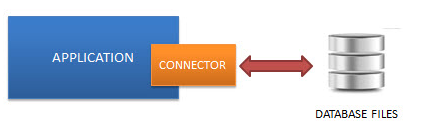 APPLICATION
CONNECTOR
DATABASE FILES